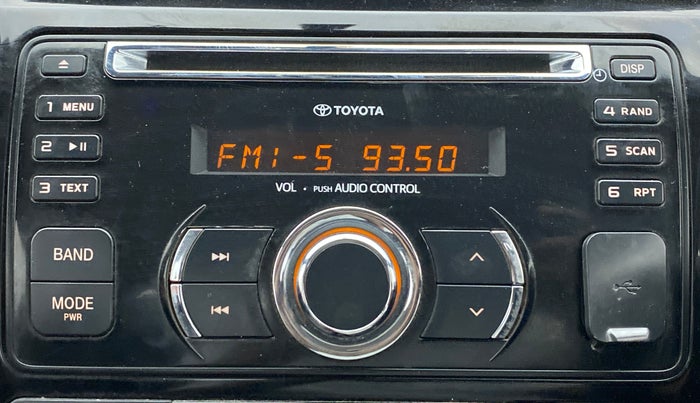 DISP
1 MENU
4 RAND
TOYOTA
2
5 SCAN
FM1-5 93.50
3 TEXT
VOL • PUSH AUDIO CONTROL
6 RPT
BAND
MODE
PWR